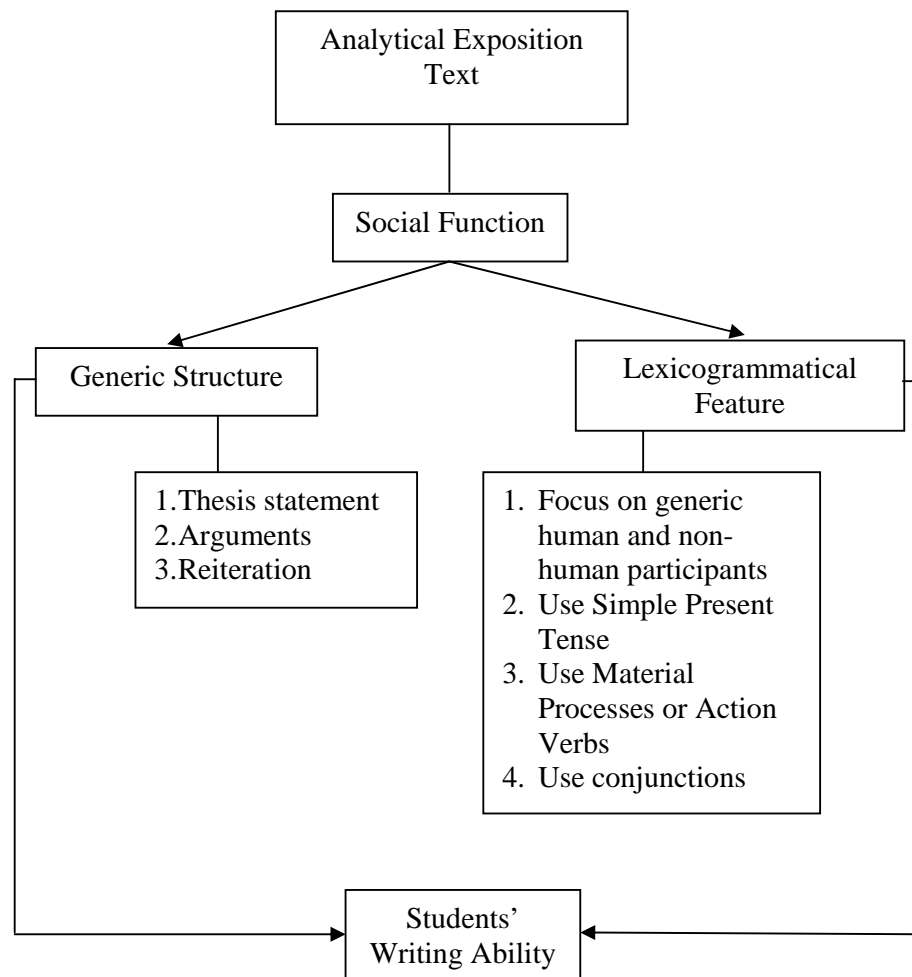 Analytical Exposition
Text
Social Function
Generic Structure
Lexicogrammatical
Feature
1.Thesis statement
2.Arguments
3.Reiteration
1. Focus on generic
human and non-
human participants
2. Use Simple Present
Tense
3. Use Material
Processes or Action
Verbs
4. Use conjunctions
Students’
Writing Ability